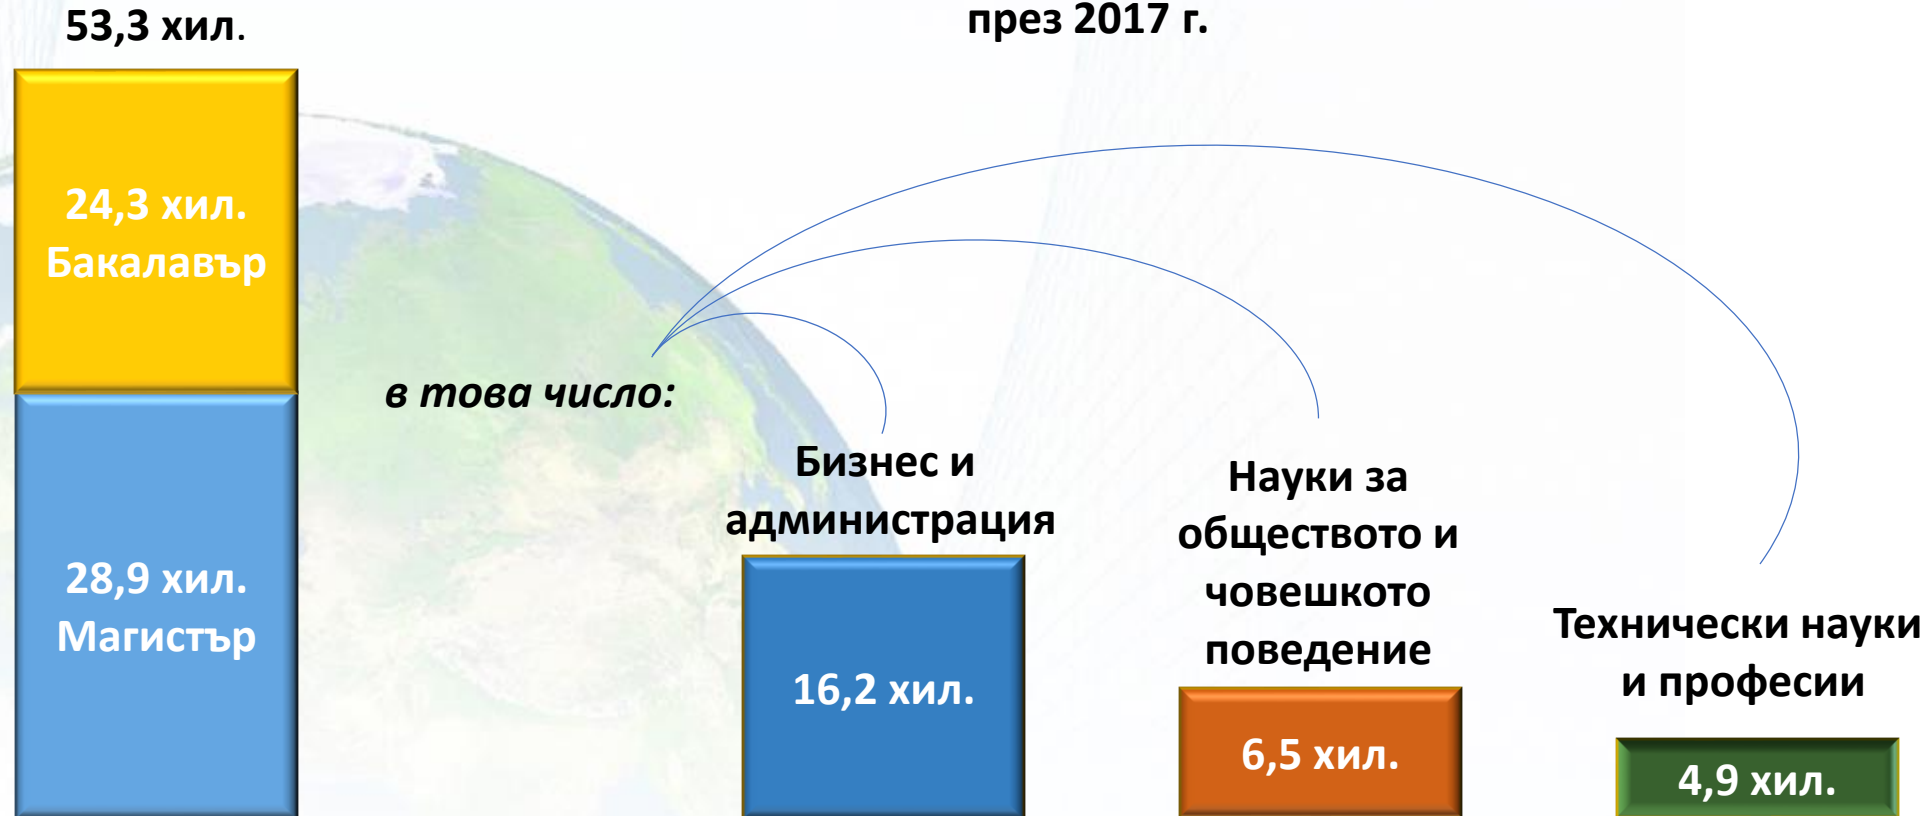 53,3 хил.
през 2017 г.
24,3 хил.
Бакалавър
28,9 хил.
Магистър
в това число:
Бизнес и
администрация
16,2 хил.
Науки за
обществото и
човешкото
поведение
6,5 хил.
Технически науки
и професии
4,9 хил.